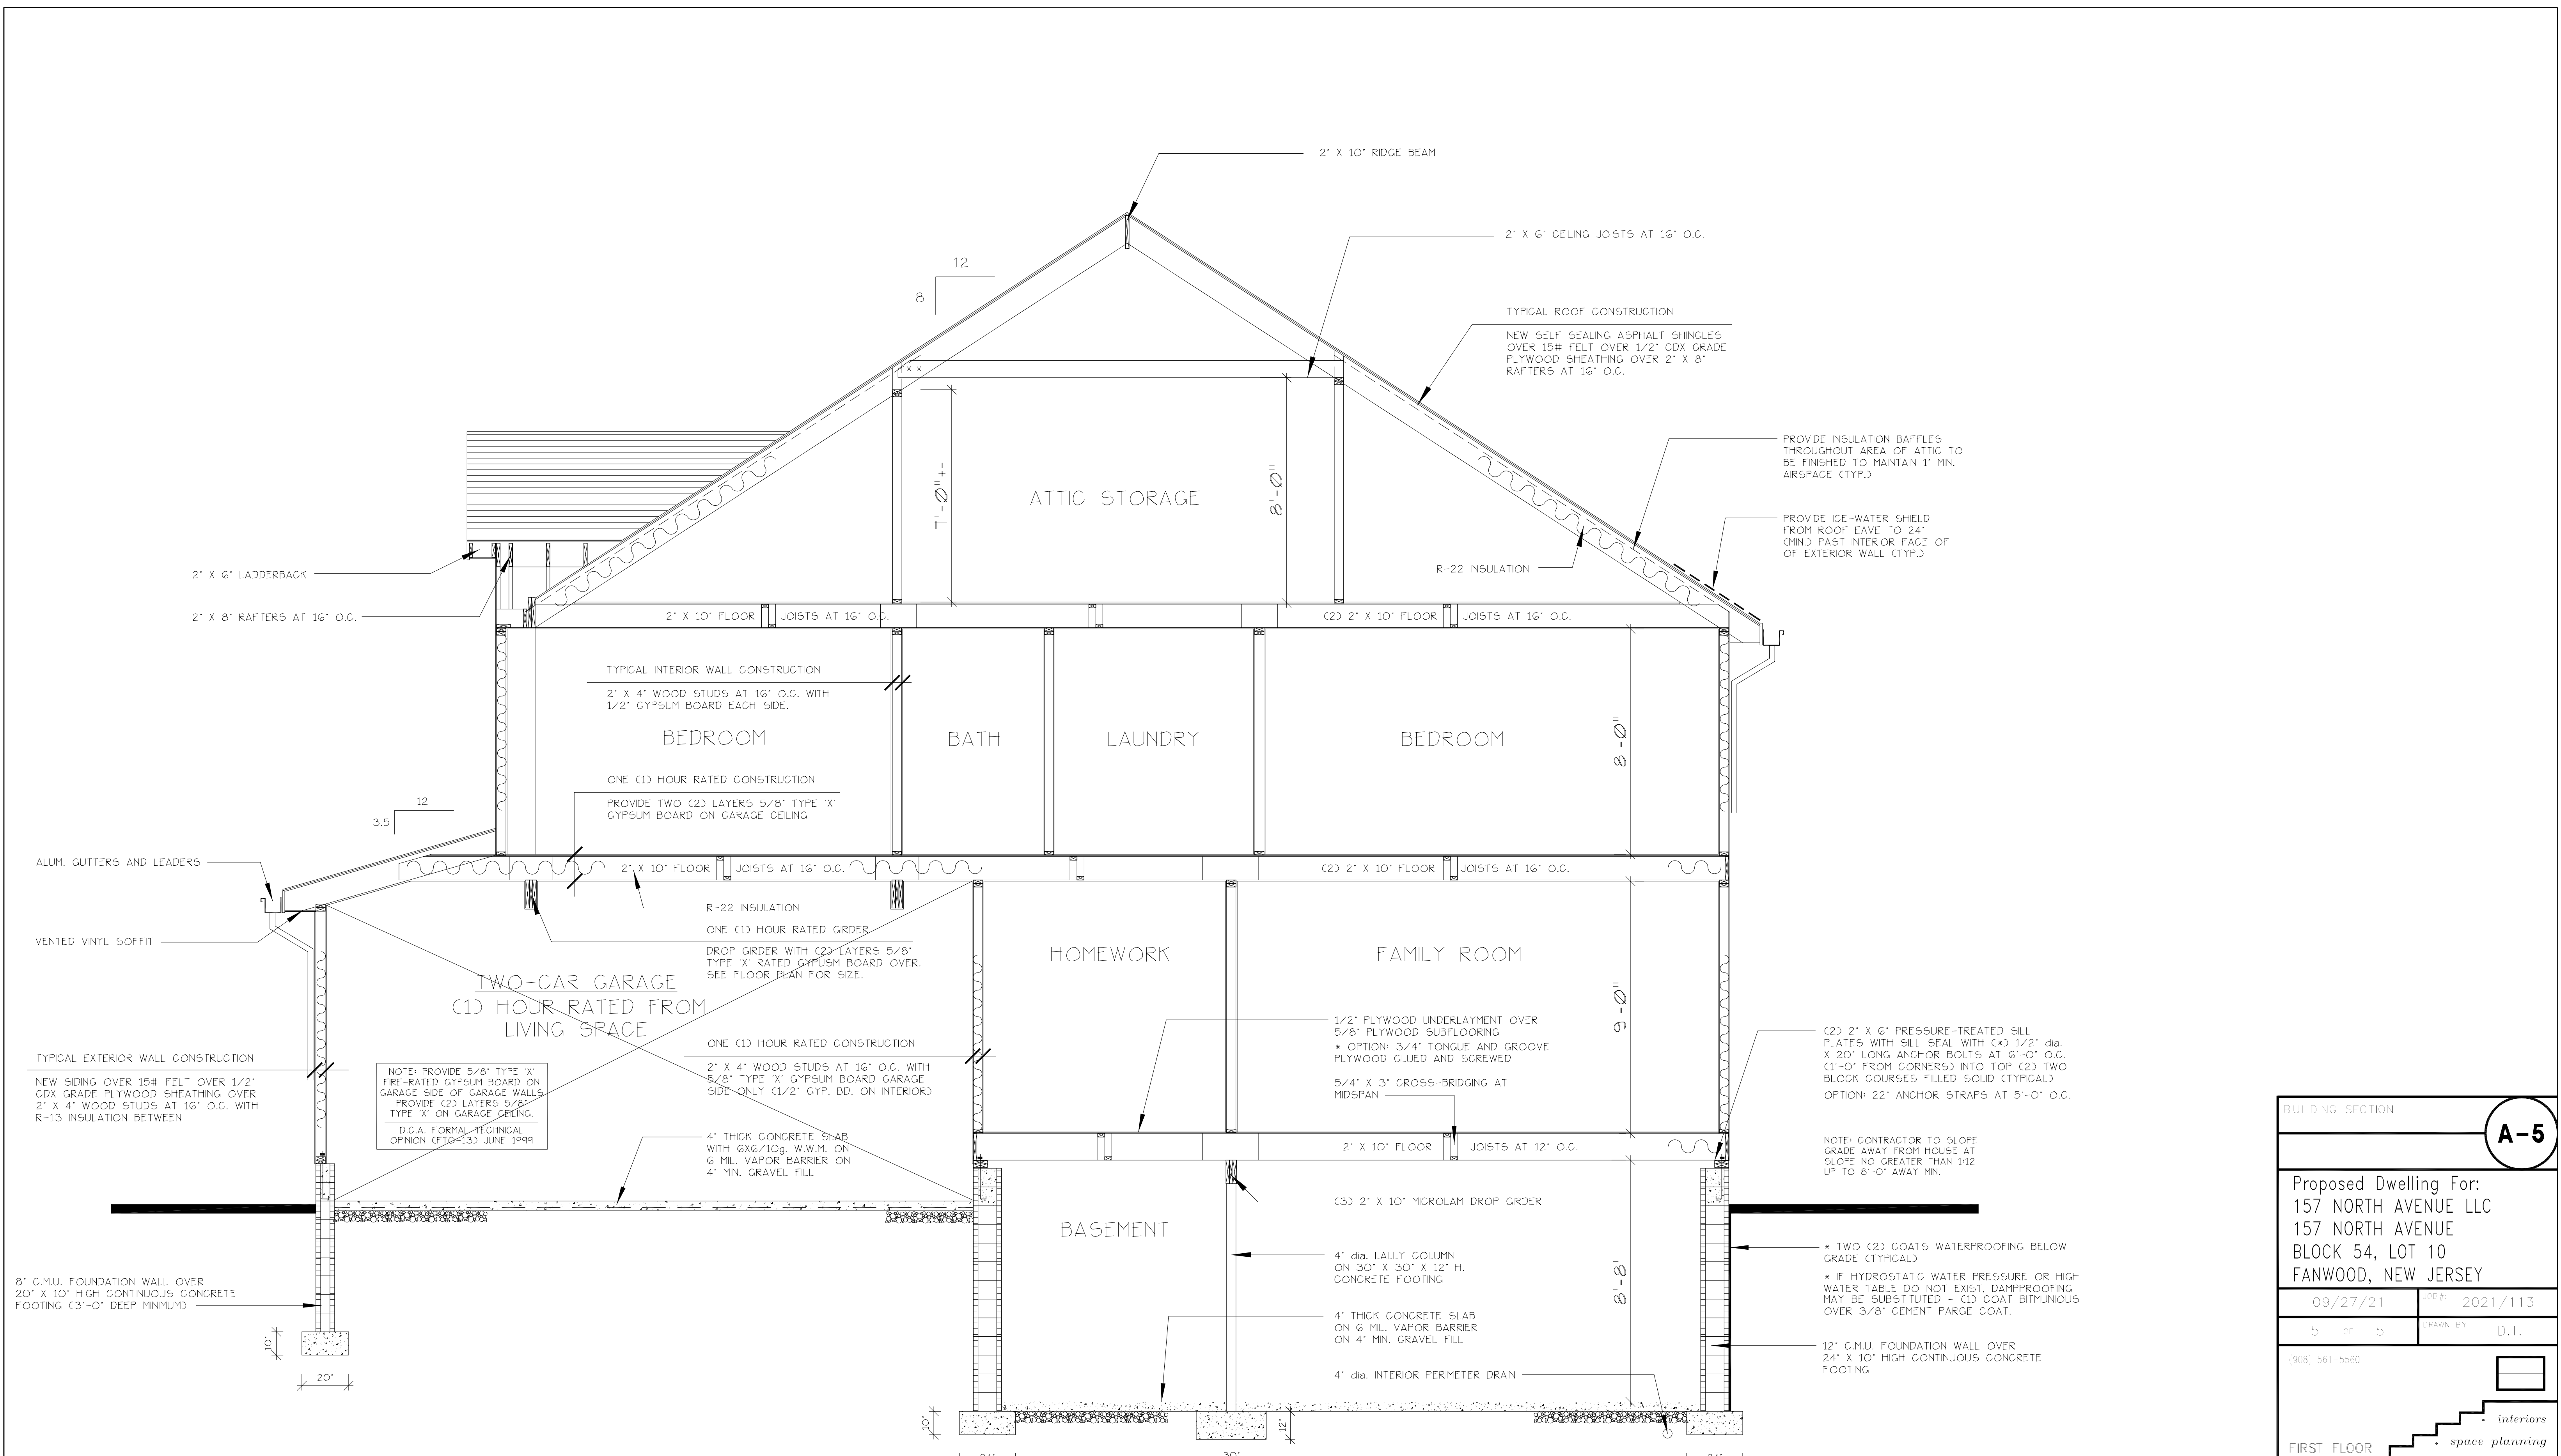 2" X 10" RIDGE BEAM
2" X 6" CEILING JOISTS AT 16" O.C.
12
8
TYPICAL ROOF CONSTRUCTION
NEW SELF SEALING ASPHALT SHINGLES
OVER 15# FELT OVER 1/2" CDX GRADE
PLYWOOD SHEATHING OVER 2" X 8"
RAFTERS AT 16" O.C.
PROVIDE INSULATION BAFFLES
THROUGHOUT AREA OF ATTIC TO
BE FINISHED TO MAINTAIN 1" MIN.
AIRSPACE (TYP.)
7'-0"+-
ATTIC STORAGE
8'-0"
PROVIDE ICE-WATER SHIELD
FROM ROOF EAVE TO 24"
(MIN.) PAST INTERIOR FACE OF
OF EXTERIOR WALL (TYP.)
R-22 INSULATION
2" X 6" LADDERBACK
2" X 8" RAFTERS AT 16" O.C.
2" X 10" FLOOR JOISTS AT 16" O.C.
(2) 2" X 10" FLOOR JOISTS AT 16" O.C.
TYPICAL INTERIOR WALL CONSTRUCTION
2" X 4" WOOD STUDS AT 16" O.C. WITH
1/2" GYPSUM BOARD EACH SIDE.
BEDROOM
BATH
LAUNDRY
BEDROOM
8'-0"
ONE (1) HOUR RATED CONSTRUCTION
PROVIDE TWO (2) LAYERS 5/8" TYPE 'X'
GYPSUM BOARD ON GARAGE CEILING
12
3.5
ALUM. GUTTERS AND LEADERS
2" X 10" FLOOR JOISTS AT 16" O.C.
(2) 2" X 10" FLOOR JOISTS AT 16" O.C.
R-22 INSULATION
ONE (1) HOUR RATED GIRDER
DROP GIRDER WITH (2) LAYERS 5/8"
TYPE 'X' RATED GYPUSM BOARD OVER.
SEE FLOOR PLAN FOR SIZE.
VENTED VINYL SOFFIT
HOMEWORK
FAMILY ROOM
9'-0"
TWO-CAR GARAGE
(1) HOUR RATED FROM
LIVING SPACE
1/2" PLYWOOD UNDERLAYMENT OVER
5/8" PLYWOOD SUBFLOORING
* OPTION: 3/4" TONGUE AND GROOVE
PLYWOOD GLUED AND SCREWED
5/4" X 3" CROSS-BRIDGING AT
MIDSPAN
(2) 2" X 6" PRESSURE-TREATED SILL
PLATES WITH SILL SEAL WITH (*) 1/2" dia.
X 20" LONG ANCHOR BOLTS AT 6'-0" O.C.
(1'-0" FROM CORNERS) INTO TOP (2) TWO
BLOCK COURSES FILLED SOLID (TYPICAL)
OPTION: 22" ANCHOR STRAPS AT 5'-0" O.C.
TYPICAL EXTERIOR WALL CONSTRUCTION
NEW SIDING OVER 15# FELT OVER 1/2"
CDX GRADE PLYWOOD SHEATHING OVER
2" X 4" WOOD STUDS AT 16" O.C. WITH
R-13 INSULATION BETWEEN
NOTE: PROVIDE 5/8" TYPE 'X'
FIRE-RATED GYPSUM BOARD ON
GARAGE SIDE OF GARAGE WALLS
PROVIDE (2) LAYERS 5/8"
TYPE 'X' ON GARAGE CEILING.
D.C.A. FORMAL TECHNICAL
OPINION (FTO-13) JUNE 1999
ONE (1) HOUR RATED CONSTRUCTION
2" X 4" WOOD STUDS AT 16" O.C. WITH
5/8" TYPE 'X' GYPSUM BOARD GARAGE
SIDE ONLY (1/2" GYP. BD. ON INTERIOR)
4" THICK CONCRETE SLAB
WITH 6X6/10g. W.W.M. ON
6 MIL. VAPOR BARRIER ON
4" MIN. GRAVEL FILL
2" X 10" FLOOR JOISTS AT 12" O.C.
NOTE: CONTRACTOR TO SLOPE
GRADE AWAY FROM HOUSE AT
SLOPE NO GREATER THAN 1:12
UP TO 8'-0" AWAY MIN.
(3) 2" X 10" MICROLAM DROP GIRDER
BASEMENT
4" dia. LALLY COLUMN
ON 30" X 30" X 12" H.
CONCRETE FOOTING
8'-8"
* TWO (2) COATS WATERPROOFING BELOW
GRADE (TYPICAL)
* IF HYDROSTATIC WATER PRESSURE OR HIGH
WATER TABLE DO NOT EXIST, DAMPPROOFING
MAY BE SUBSTITUTED - (1) COAT BITMUNIOUS
OVER 3/8" CEMENT PARGE COAT.
8" C.M.U. FOUNDATION WALL OVER
20" X 10" HIGH CONTINUOUS CONCRETE
FOOTING (3'-0" DEEP MINIMUM)
4" THICK CONCRETE SLAB
ON 6 MIL. VAPOR BARRIER
ON 4" MIN. GRAVEL FILL
12" C.M.U. FOUNDATION WALL OVER
24" X 10" HIGH CONTINUOUS CONCRETE
FOOTING
4" dia. INTERIOR PERIMETER DRAIN
10"
20"
10"
12"
BUILDING SECTION
A-5
Proposed Dwelling For:
157 NORTH AVENUE LLC
157 NORTH AVENUE
BLOCK 54, LOT 10
FANWOOD, NEW JERSEY
09/27/21
JOB#: 2021/113
5 OF 5
DRAWN BY: D.T.
(908) 561-5560
interiors
space planning
FIRST FLOOR